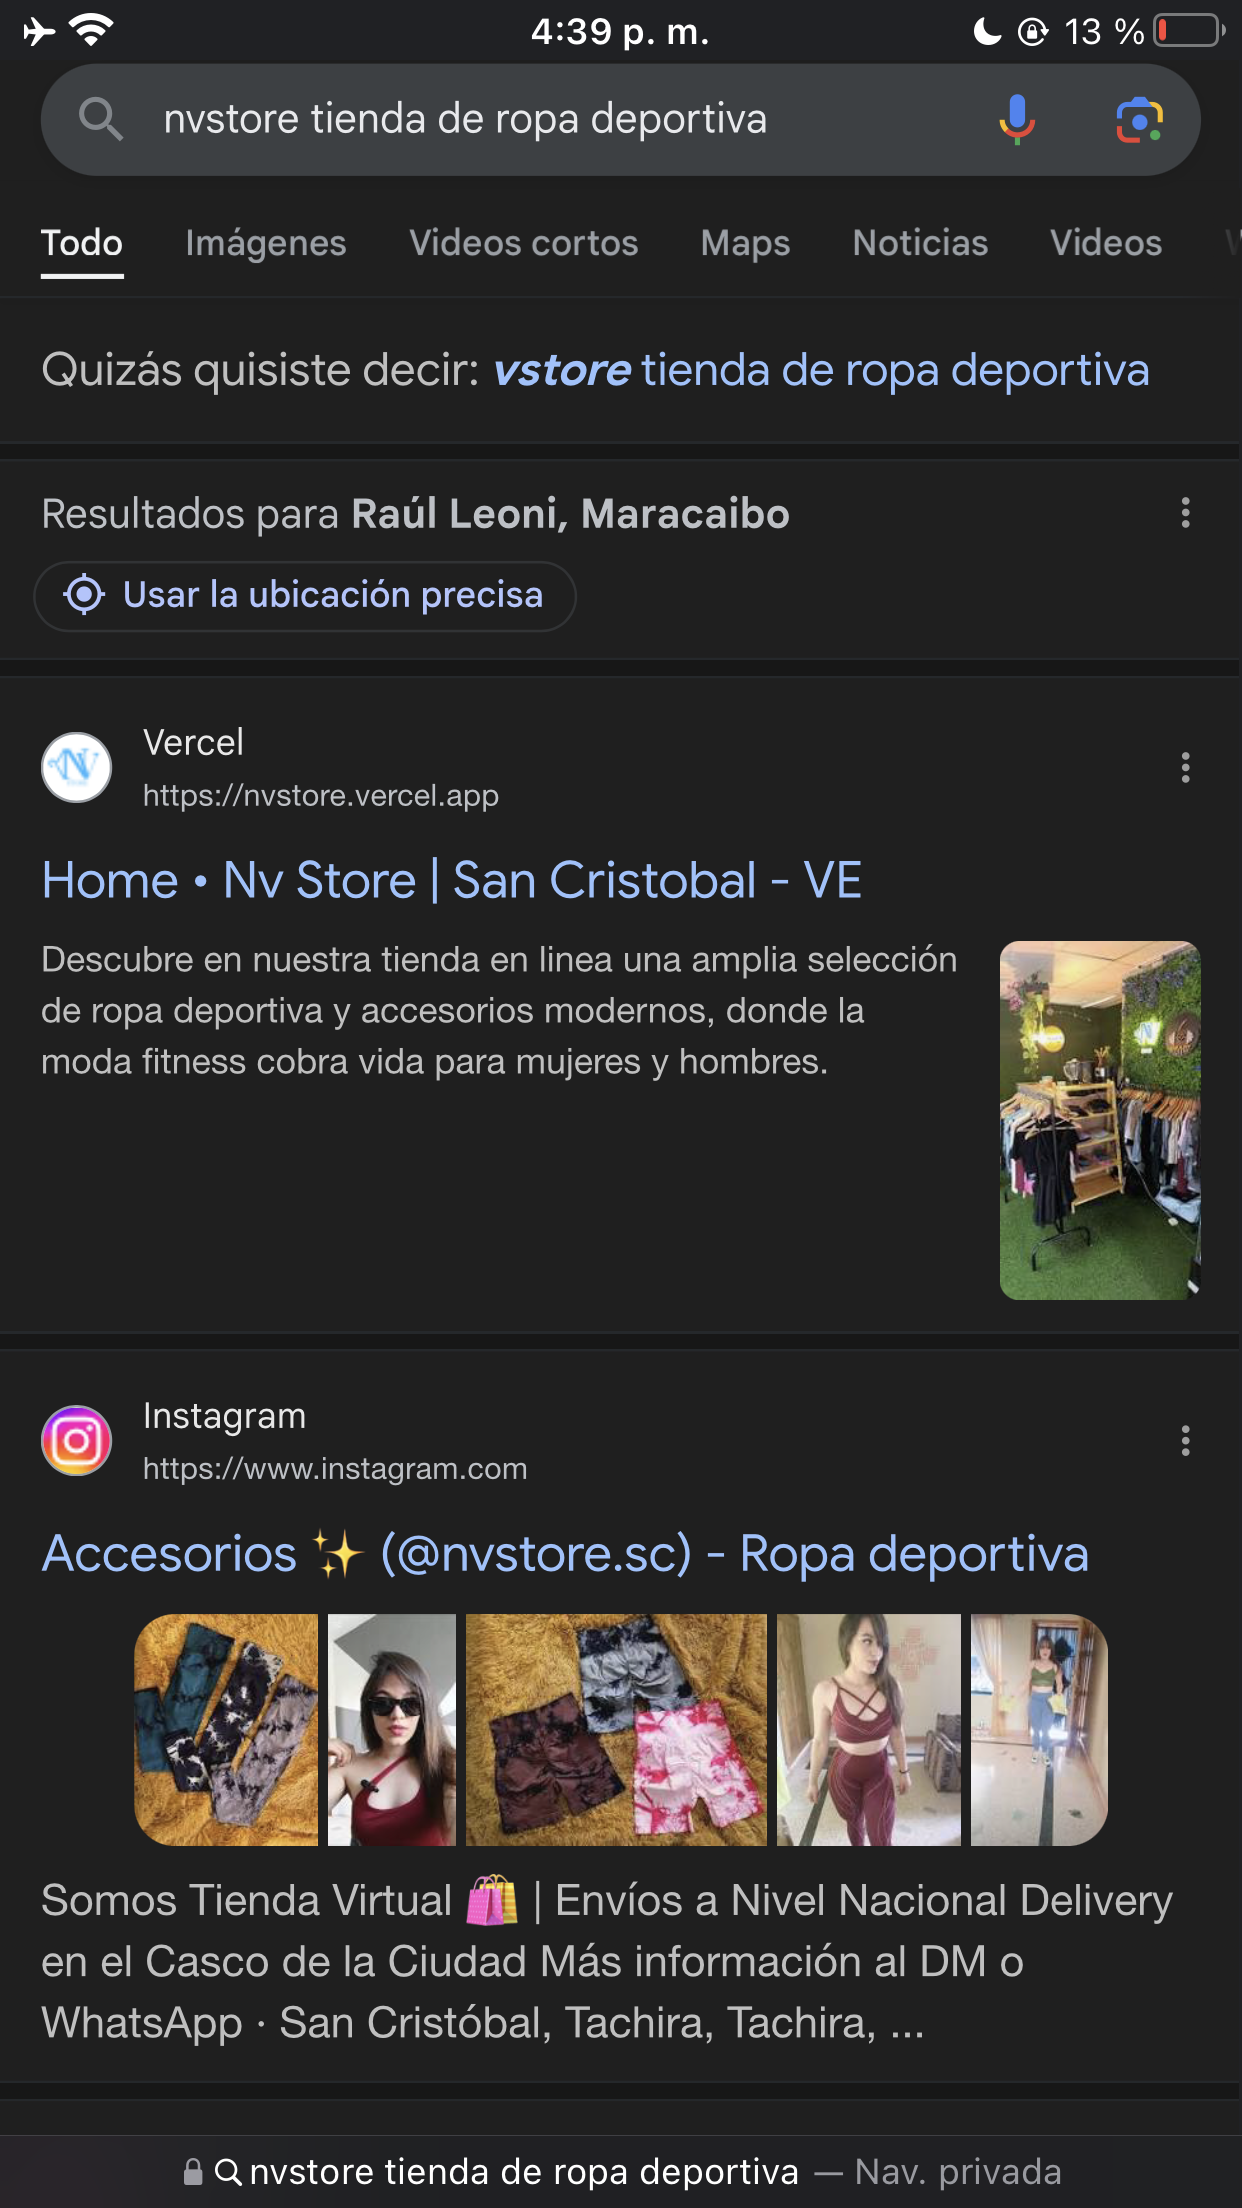 4:39 p. m.
13 %
nvstore tienda de ropa deportiva
Todo Imágenes Videos cortos Maps Noticias Videos
Quizás quisiste decir: vstore tienda de ropa deportiva
Resultados para Raúl Leoni, Maracaibo
Usar la ubicación precisa
NV
Vercel
https://nvstore.vercel.app
Home • Nv Store | San Cristobal - VE
Descubre en nuestra tienda en linea una amplia selección
de ropa deportiva y accesorios modernos, donde la
moda fitness cobra vida para mujeres y hombres.
Instagram
https://www.instagram.com
Accesorios ✨ (@nvstore.sc) - Ropa deportiva
Somos Tienda Virtual 🛍️ | Envíos a Nivel Nacional Delivery
en el Casco de la Ciudad Más información al DM o
WhatsApp · San Cristóbal, Tachira, Tachira, ...
nvstore tienda de ropa deportiva — Nav. privada